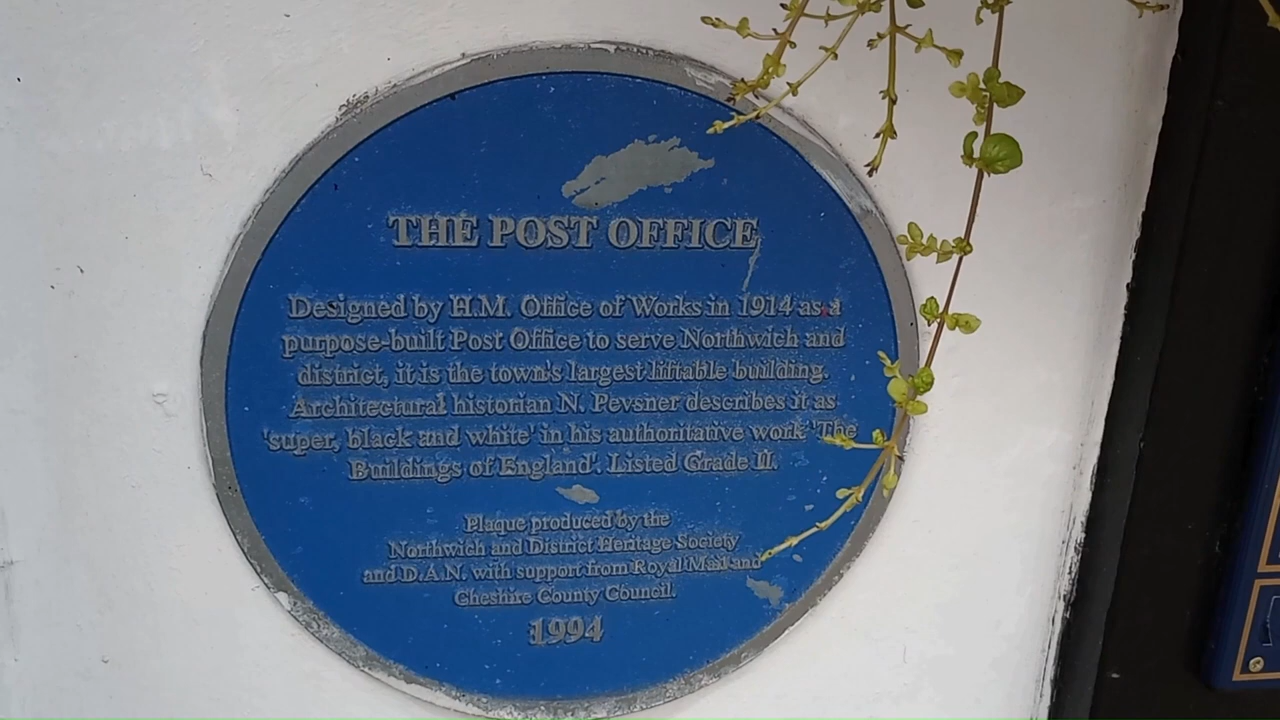 THE POST OFFICE
Designed by H.M. Office of Works in 1914 as a
purpose-built Post Office to serve Northwich and
district, it is the town's largest liftable building.
Architectural historian N. Pevsner describes it as
'super, black and white' in his authoritative work 'The
Buildings of England'. Listed Grade II.
Plaque produced by the
Northwich and District Heritage Society
and D.A.N. with support from Royal Mail and
Cheshire County Council.
1994